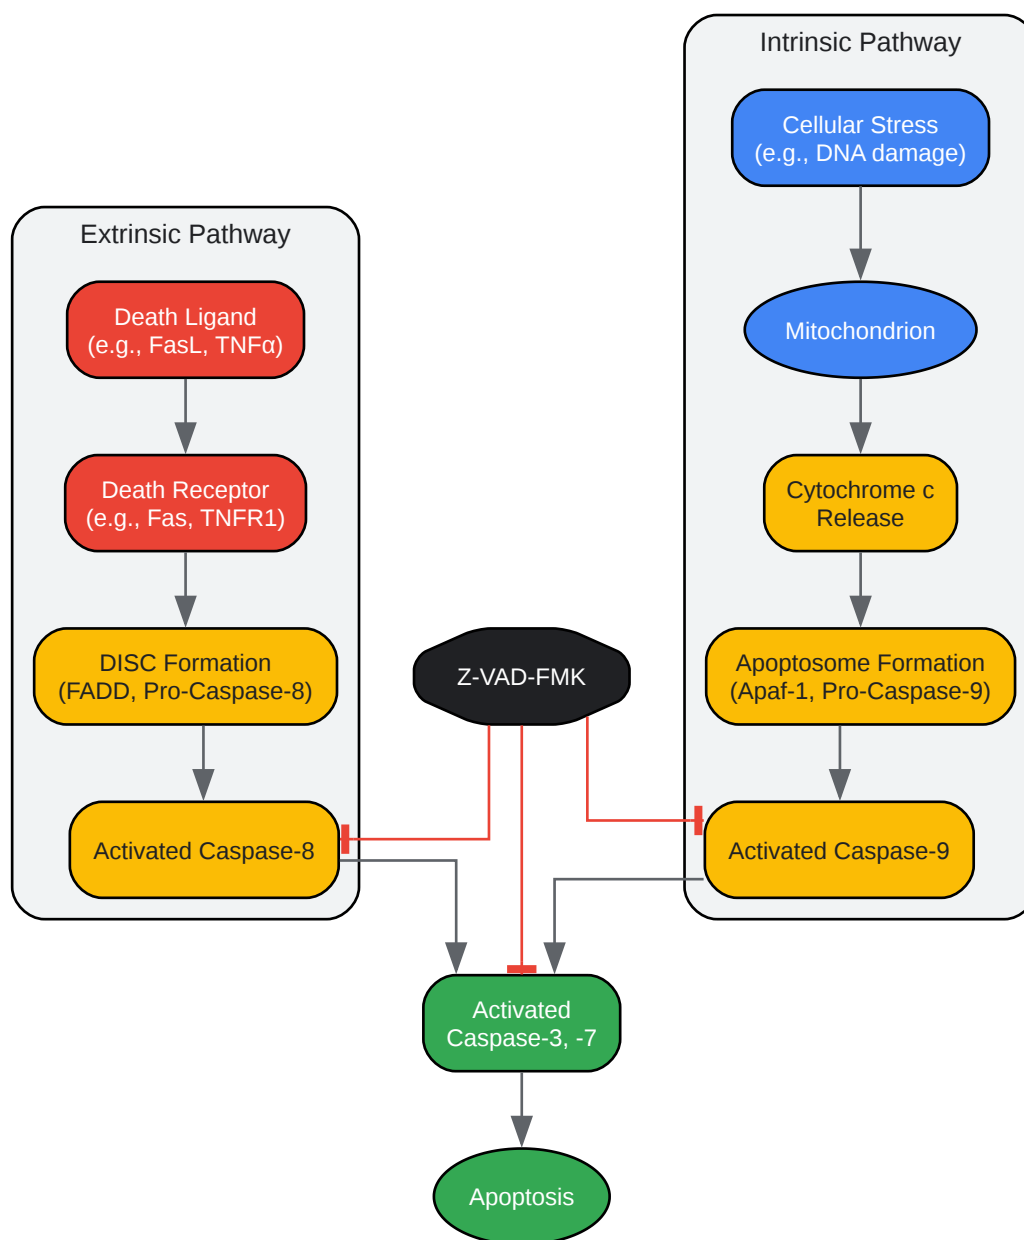 Intrinsic Pathway
Cellular Stress
(e.g., DNA damage)
Extrinsic Pathway
Death Ligand
(e.g., FasL, TNFα)
Mitochondrion
Death Receptor
(e.g., Fas, TNFR1)
Cytochrome c
Release
DISC Formation
(FADD, Pro-Caspase-8)
Z-VAD-FMK
Apoptosome Formation
(Apaf-1, Pro-Caspase-9)
Activated Caspase-8
Activated Caspase-9
Activated
Caspase-3, -7
Apoptosis